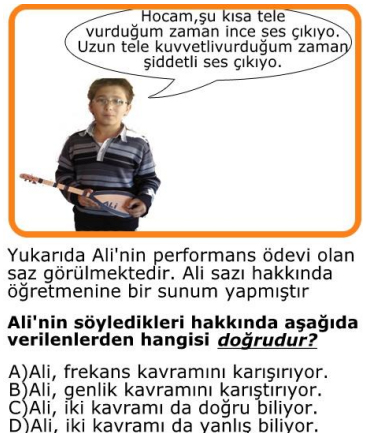 Hocam,şu kısa tele
vurduğum zaman ince ses çıkıyo.
Uzun tele kuvvetlivurduğum zaman
şiddetli ses çıkıyo.
ALİ
Yukarıda Ali'nin performans ödevi olan
saz görülmektedir. Ali sazı hakkında
öğretmenine bir sunum yapmıştır
Ali'nin söyledikleri hakkında aşağıda
verilenlerden hangisi doğrudur?
A)Ali, frekans kavramını karışırıyor.
B)Ali, genlik kavramını karıştırıyor.
C)Ali, iki kavramı da doğru biliyor.
D)Ali, iki kavramı da yanlış biliyor.